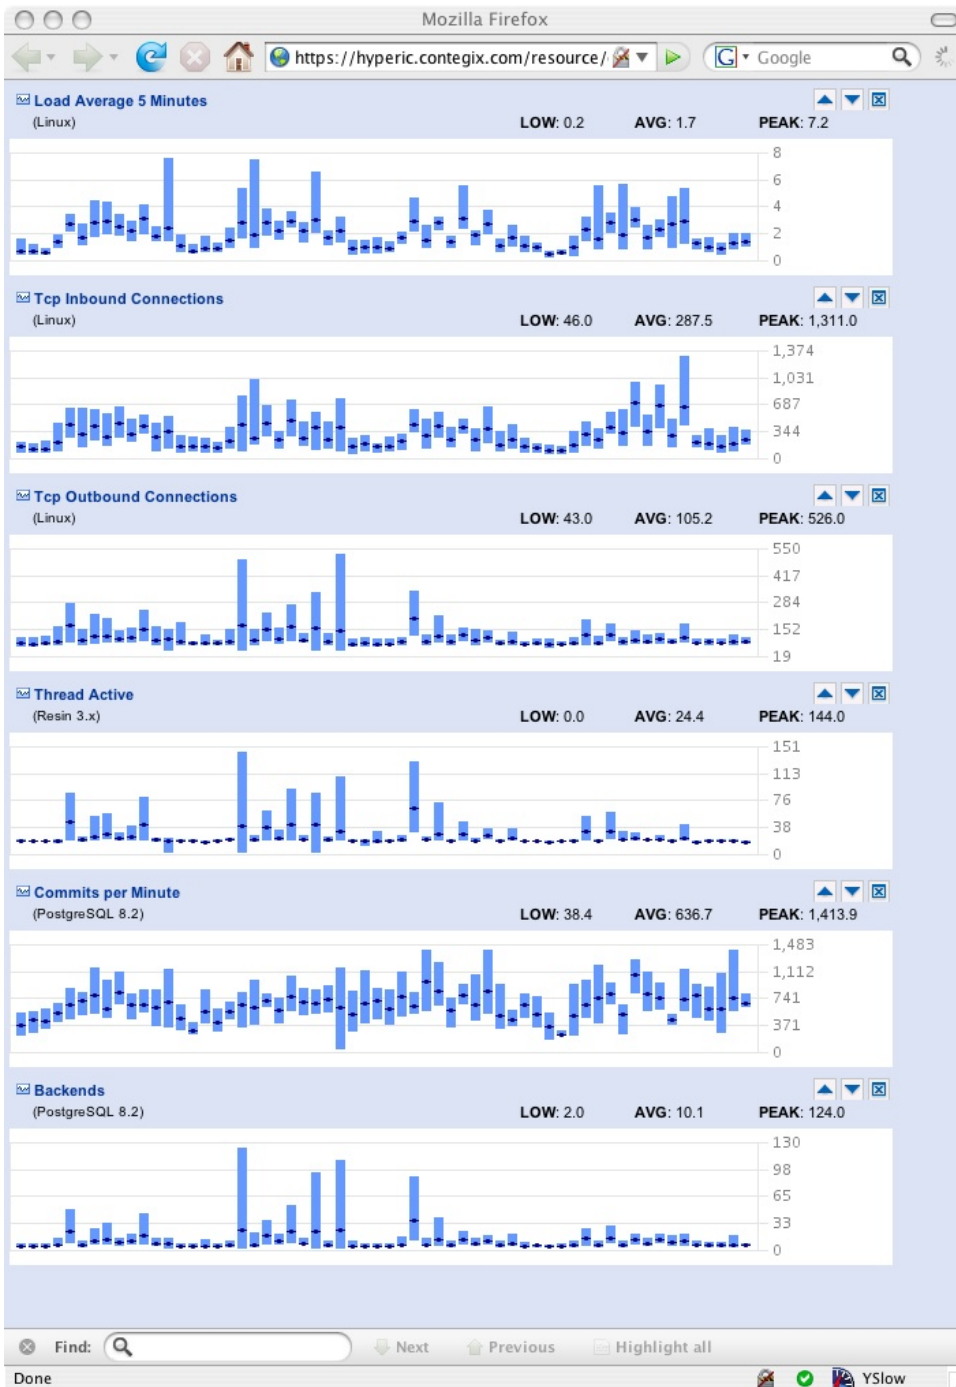 Mozilla Firefox
https://hyperic.contegix.com/resource/ G Google
Load Average 5 Minutes
(Linux) LOW: 0.2 AVG: 1.7 PEAK: 7.2
8
6
4
2
0
Tcp Inbound Connections
(Linux) LOW: 46.0 AVG: 287.5 PEAK: 1,311.0
1,374
1,031
687
344
0
Tcp Outbound Connections
(Linux) LOW: 43.0 AVG: 105.2 PEAK: 526.0
550
417
284
152
19
Thread Active
(Resin 3.x) LOW: 0.0 AVG: 24.4 PEAK: 144.0
151
113
76
38
0
Commits per Minute
(PostgreSQL 8.2) LOW: 38.4 AVG: 636.7 PEAK: 1,413.9
1,483
1,112
741
371
0
Backends
(PostgreSQL 8.2) LOW: 2.0 AVG: 10.1 PEAK: 124.0
130
98
65
33
0
Find: Next Previous Highlight all
Done YSlow